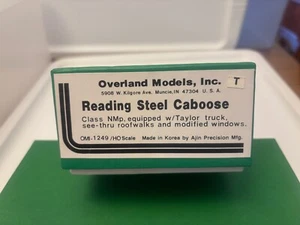 Overland Models, Inc.
T
5908 W. Kilgore Ave. Muncie, IN 47304 U. S. A.
Reading Steel Caboose
Class NMp, equipped w/Taylor truck,
see-thru roofwalks and modified windows.
OMI-1249/HO Scale Made in Korea by Ajin Precision Mfg.